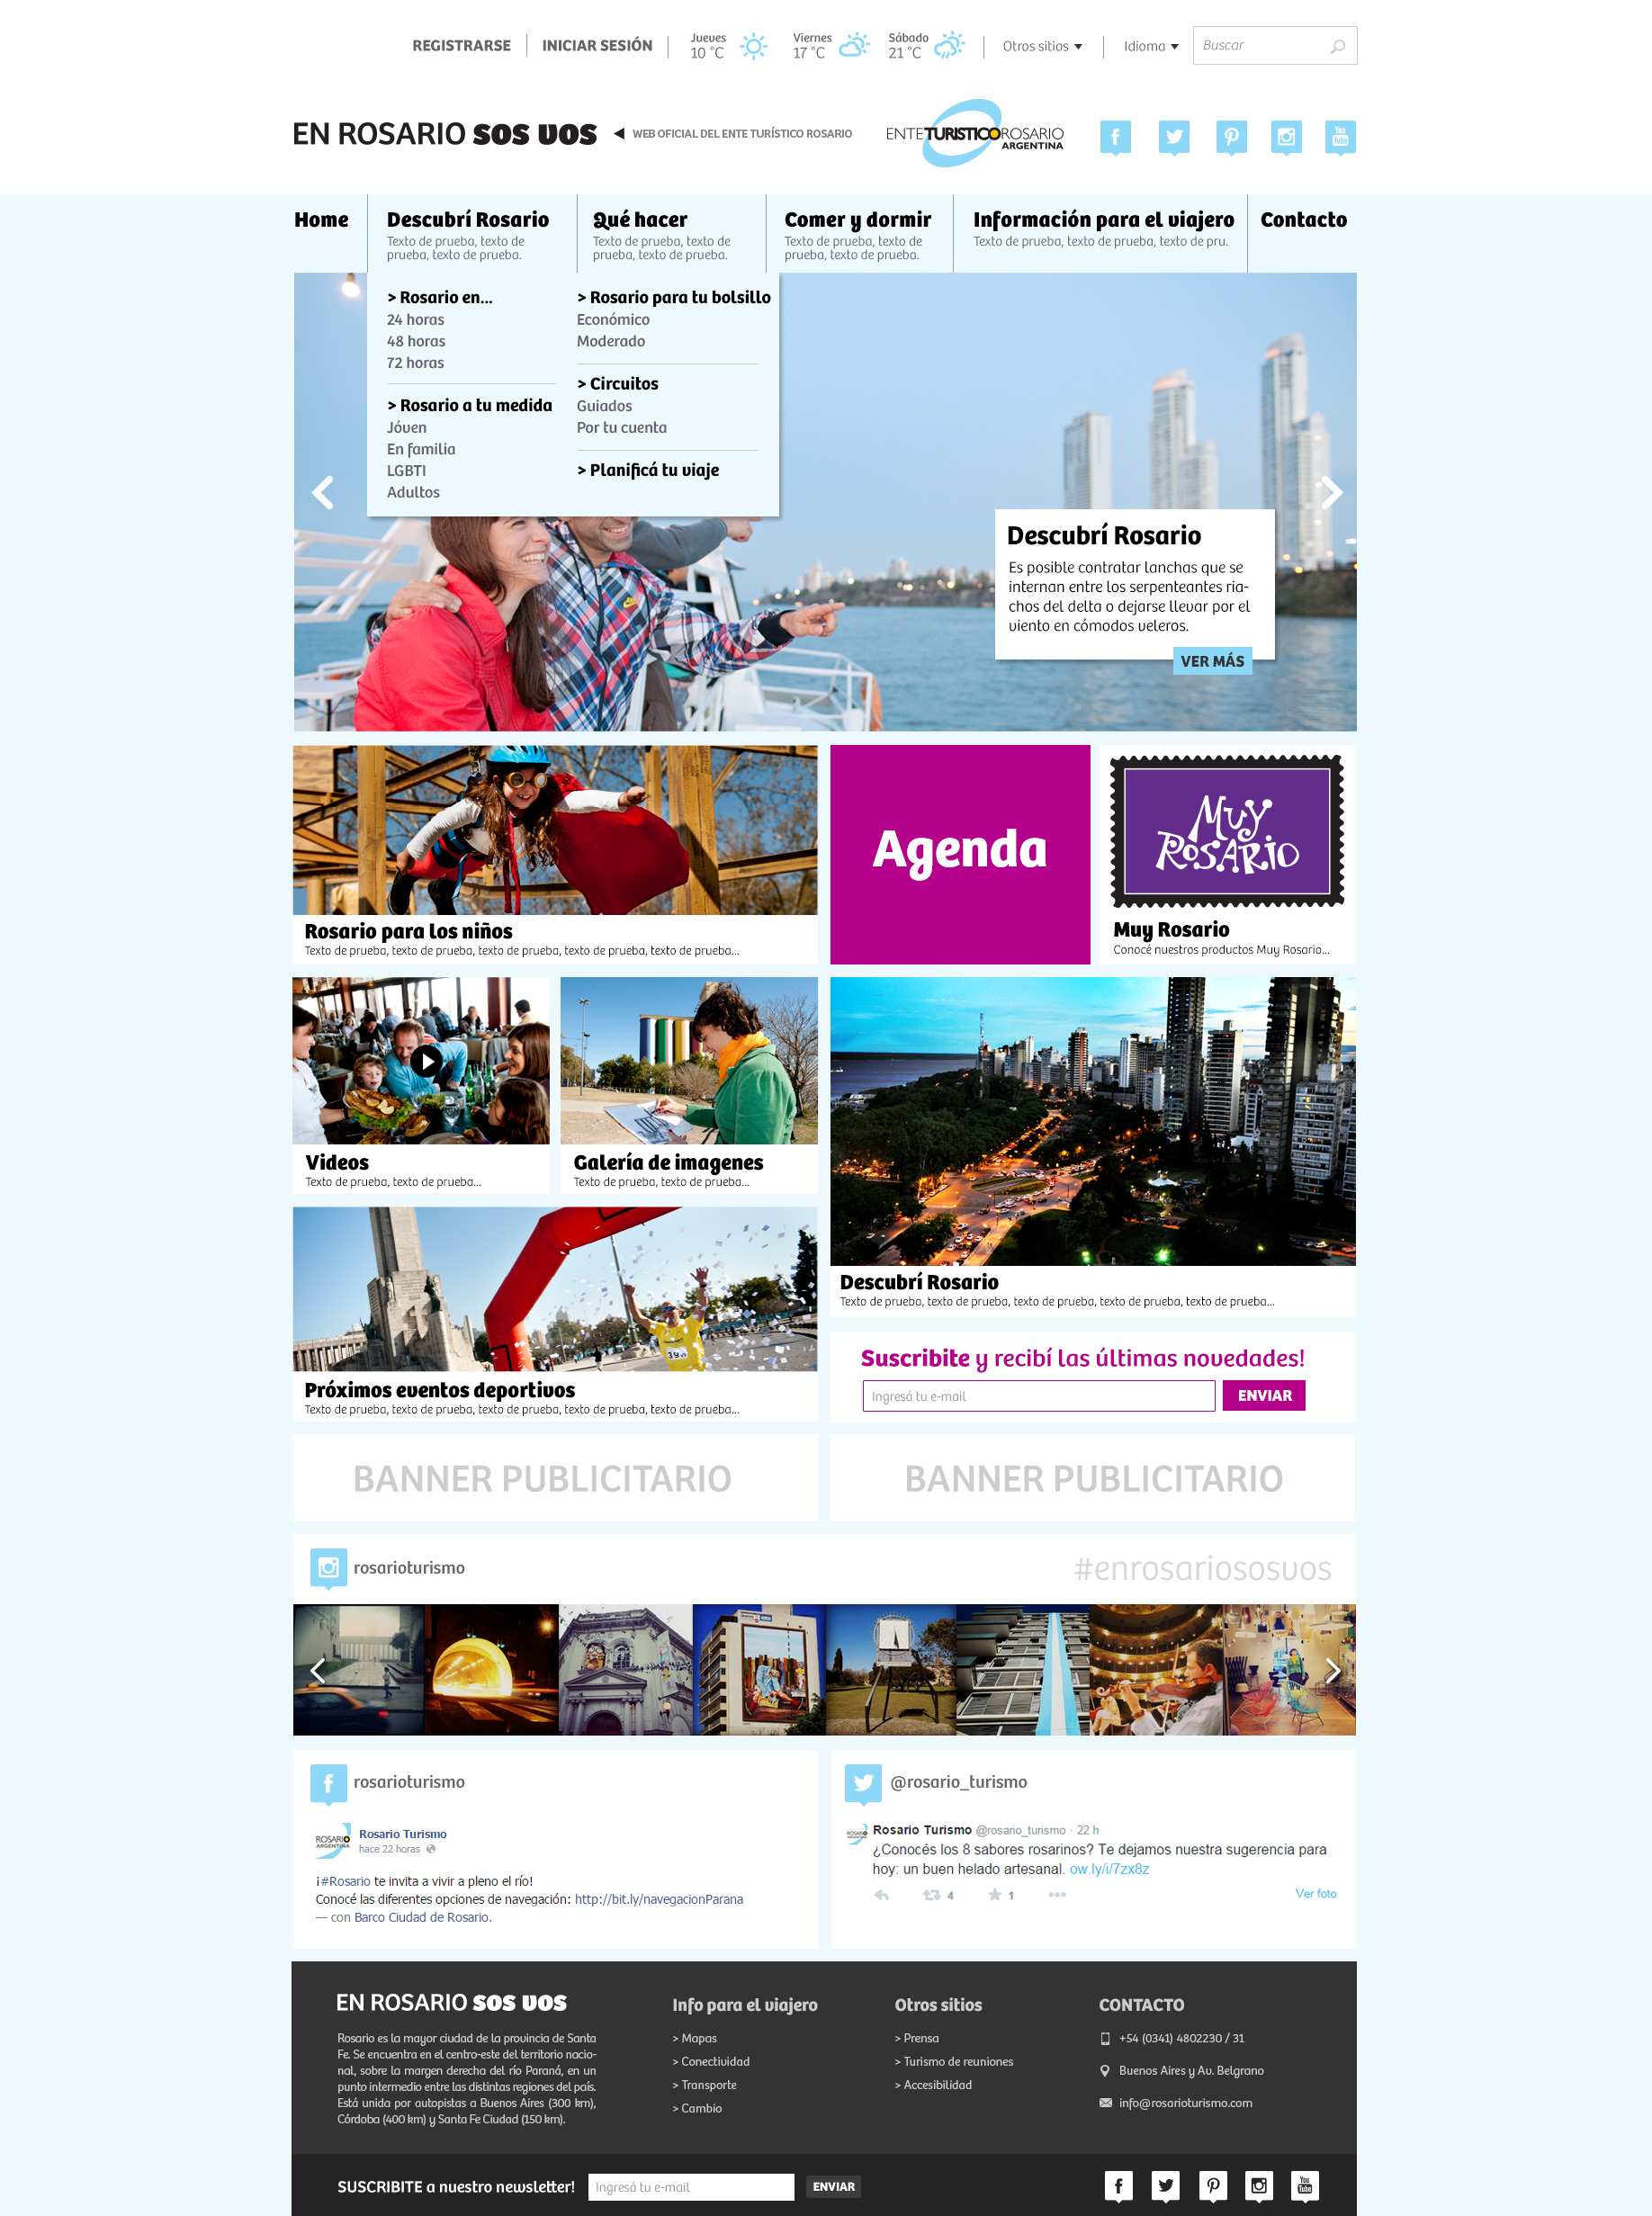 REGISTRARSE
INICIAR SESIÓN
Jueves
10 °C
Viernes
17 °C
Sábado
21 °C
Otros sitios
Idioma
Buscar
EN ROSARIO SOS VOS
WEB OFICIAL DEL ENTE TURÍSTICO ROSARIO
ENTETURISTICOROSARIO
ARGENTINA
You
Tube
Home
Descubrí Rosario
Texto de prueba, texto de
prueba, texto de prueba.
Qué hacer
Texto de prueba, texto de
prueba, texto de prueba.
Comer y dormir
Texto de prueba, texto de
prueba, texto de prueba.
Información para el viajero
Texto de prueba, texto de prueba, texto de pru.
Contacto
> Rosario en...
24 horas
48 horas
72 horas
> Rosario a tu medida
Jóven
En familia
LGBTI
Adultos
> Rosario para tu bolsillo
Económico
Moderado
> Circuitos
Guiados
Por tu cuenta
> Planificá tu viaje
Descubrí Rosario
Es posible contratar lanchas que se
internan entre los serpenteantes ria-
chos del delta o dejarse llevar por el
viento en cómodos veleros.
VER MÁS
Rosario para los niños
Texto de prueba, texto de prueba, texto de prueba, texto de prueba, texto de prueba...
Agenda
MUY
ROSARIO
Muy Rosario
Conocé nuestros productos Muy Rosario...
Videos
Texto de prueba, texto de prueba...
Galería de imagenes
Texto de prueba, texto de prueba...
Descubrí Rosario
Texto de prueba, texto de prueba, texto de prueba, texto de prueba, texto de prueba...
Próximos eventos deportivos
Texto de prueba, texto de prueba, texto de prueba, texto de prueba, texto de prueba...
Suscribite y recibí las últimas novedades!
Ingresá tu e-mail
ENVIAR
BANNER PUBLICITARIO
BANNER PUBLICITARIO
rosarioturismo
#enrosariososvos
rosarioturismo
ROSARIO
ARGENTINA
Rosario Turismo
hace 22 horas
¡#Rosario te invita a vivir a pleno el río!
Conocé las diferentes opciones de navegación: http://bit.ly/navegacionParana
— con Barco Ciudad de Rosario.
@rosario_turismo
ROSARIO
Rosario Turismo @rosario_turismo · 22 h
¿Conocés los 8 sabores rosarinos? Te dejamos nuestra sugerencia para
hoy: un buen helado artesanal. ow.ly/i/7zx8z
4
1
Ver foto
EN ROSARIO SOS VOS
Rosario es la mayor ciudad de la provincia de Santa
Fe. Se encuentra en el centro-este del territorio nacio-
nal, sobre la margen derecha del río Paraná, en un
punto intermedio entre las distintas regiones del país.
Está unida por autopistas a Buenos Aires (300 km),
Córdoba (400 km) y Santa Fe Ciudad (150 km).
Info para el viajero
> Mapas
> Conectividad
> Transporte
> Cambio
Otros sitios
> Prensa
> Turismo de reuniones
> Accesibilidad
CONTACTO
+54 (0341) 4802230 / 31
Buenos Aires y Av. Belgrano
info@rosarioturismo.com
SUSCRIBITE a nuestro newsletter!
Ingresá tu e-mail
ENVIAR
You
Tube